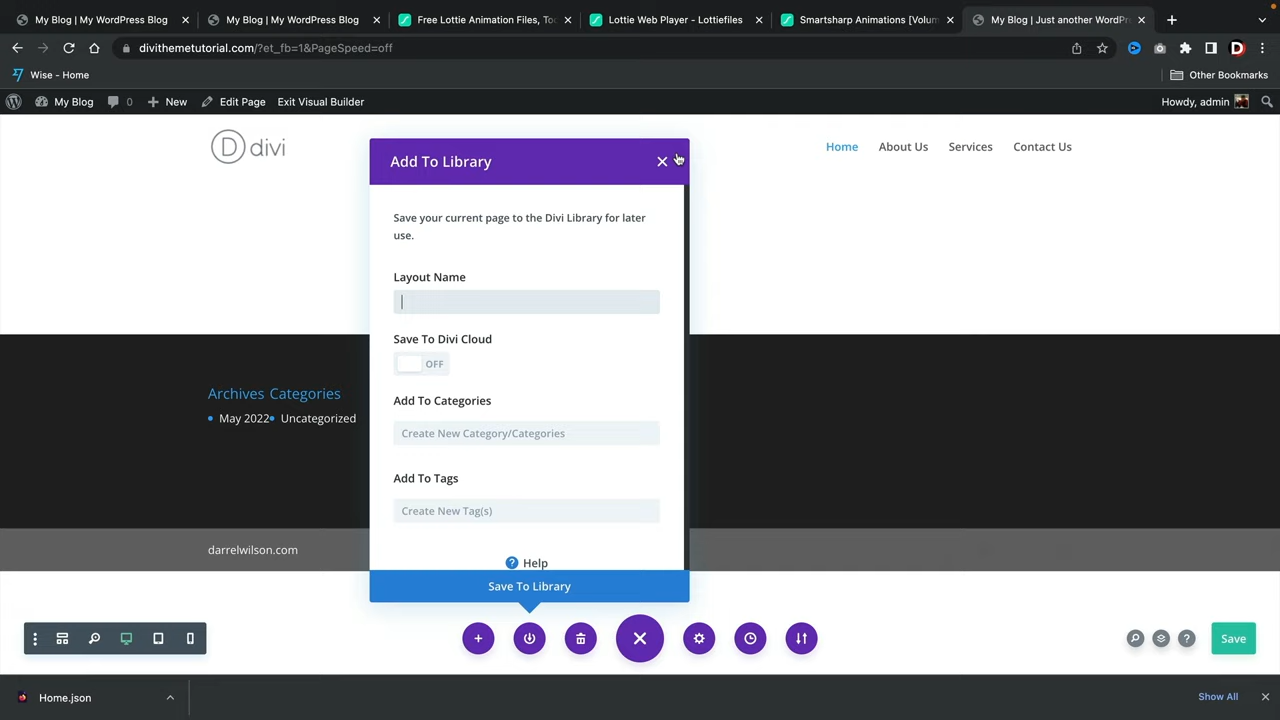 My Blog | My WordPress Blog
My Blog | My WordPress Blog
Free Lottie Animation Files, Too
Lottie Web Player - Lottiefiles
Smartsharp Animations [Volum
My Blog | Just another WordPre
divithemetutorial.com/?et_fb=1&PageSpeed=off
Wise - Home
Other Bookmarks
My Blog
0
New
Edit Page
Exit Visual Builder
Howdy, admin
D divi
Home
About Us
Services
Contact Us
Add To Library
Save your current page to the Divi Library for later
use.
Layout Name
Save To Divi Cloud
OFF
Add To Categories
Create New Category/Categories
Add To Tags
Create New Tag(s)
? Help
Save To Library
Archives Categories
May 2022
Uncategorized
darrelwilson.com
?
Save
Home.json
Show All